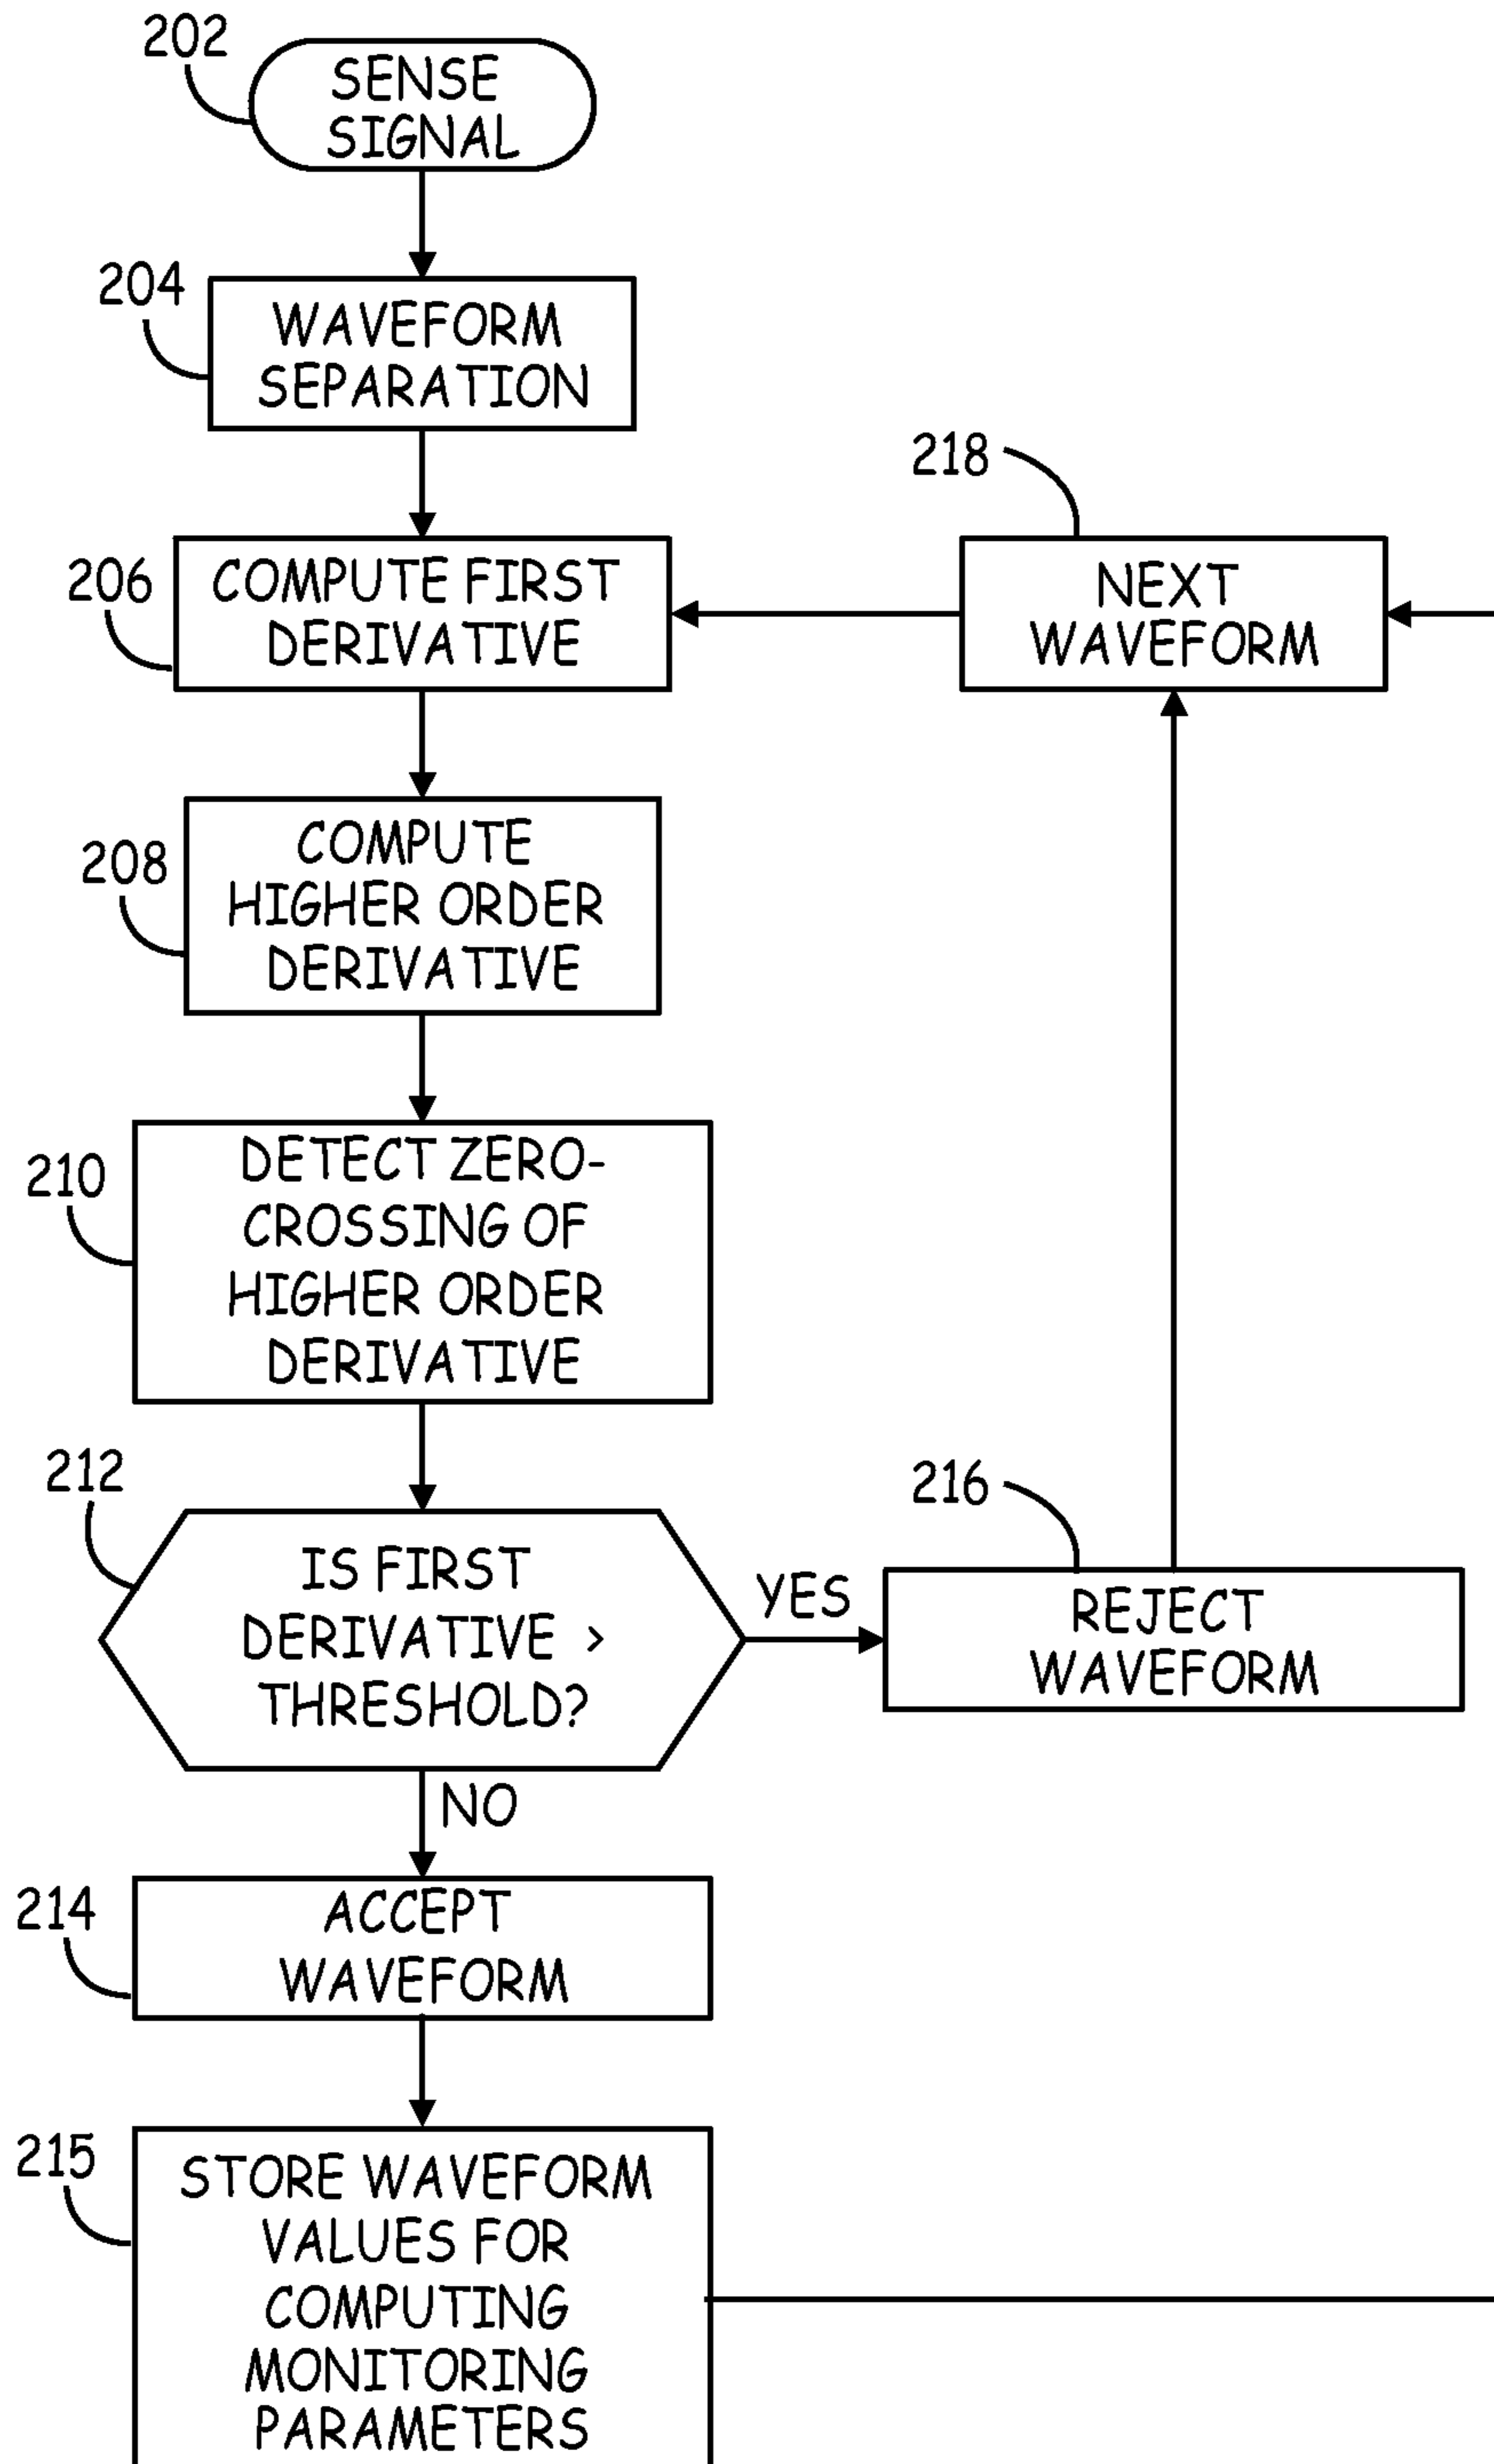 202
SENSE
SIGNAL
204
WAVEFORM
SEPARATION
218
206
COMPUTE FIRST
DERIVATIVE
NEXT
WAVEFORM
208
COMPUTE
HIGHER ORDER
DERIVATIVE
210
DETECT ZERO-
CROSSING OF
HIGHER ORDER
DERIVATIVE
212
IS FIRST
DERIVATIVE >
THRESHOLD?
YES
216
REJECT
WAVEFORM
NO
214
ACCEPT
WAVEFORM
215
STORE WAVEFORM
VALUES FOR
COMPUTING
MONITORING
PARAMETERS